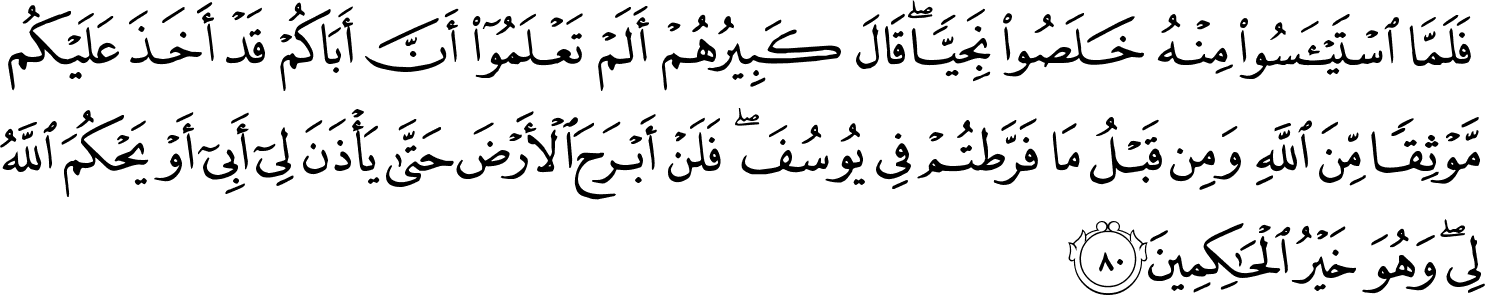 فَلَمَّا ٱسْتَيْـَٔسُوا۟ مِنْهُ خَلَصُوا۟ نَجِيًّا ۖ قَالَ كَبِيرُهُمْ أَلَمْ تَعْلَمُوٓا۟ أَنَّ أَبَاكُمْ قَدْ أَخَذَ عَلَيْكُم
مَّوْثِقًا مِّنَ ٱللَّهِ وَمِن قَبْلُ مَا فَرَّطتُمْ فِى يُوسُفَ ۖ فَلَنْ أَبْرَحَ ٱلْأَرْضَ حَتَّىٰ يَأْذَنَ لِىٓ أَبِىٓ أَوْ يَحْكُمَ ٱللَّهُ
لِى ۖ وَهُوَ خَيْرُ ٱلْحَـٰكِمِينَ ٨٠